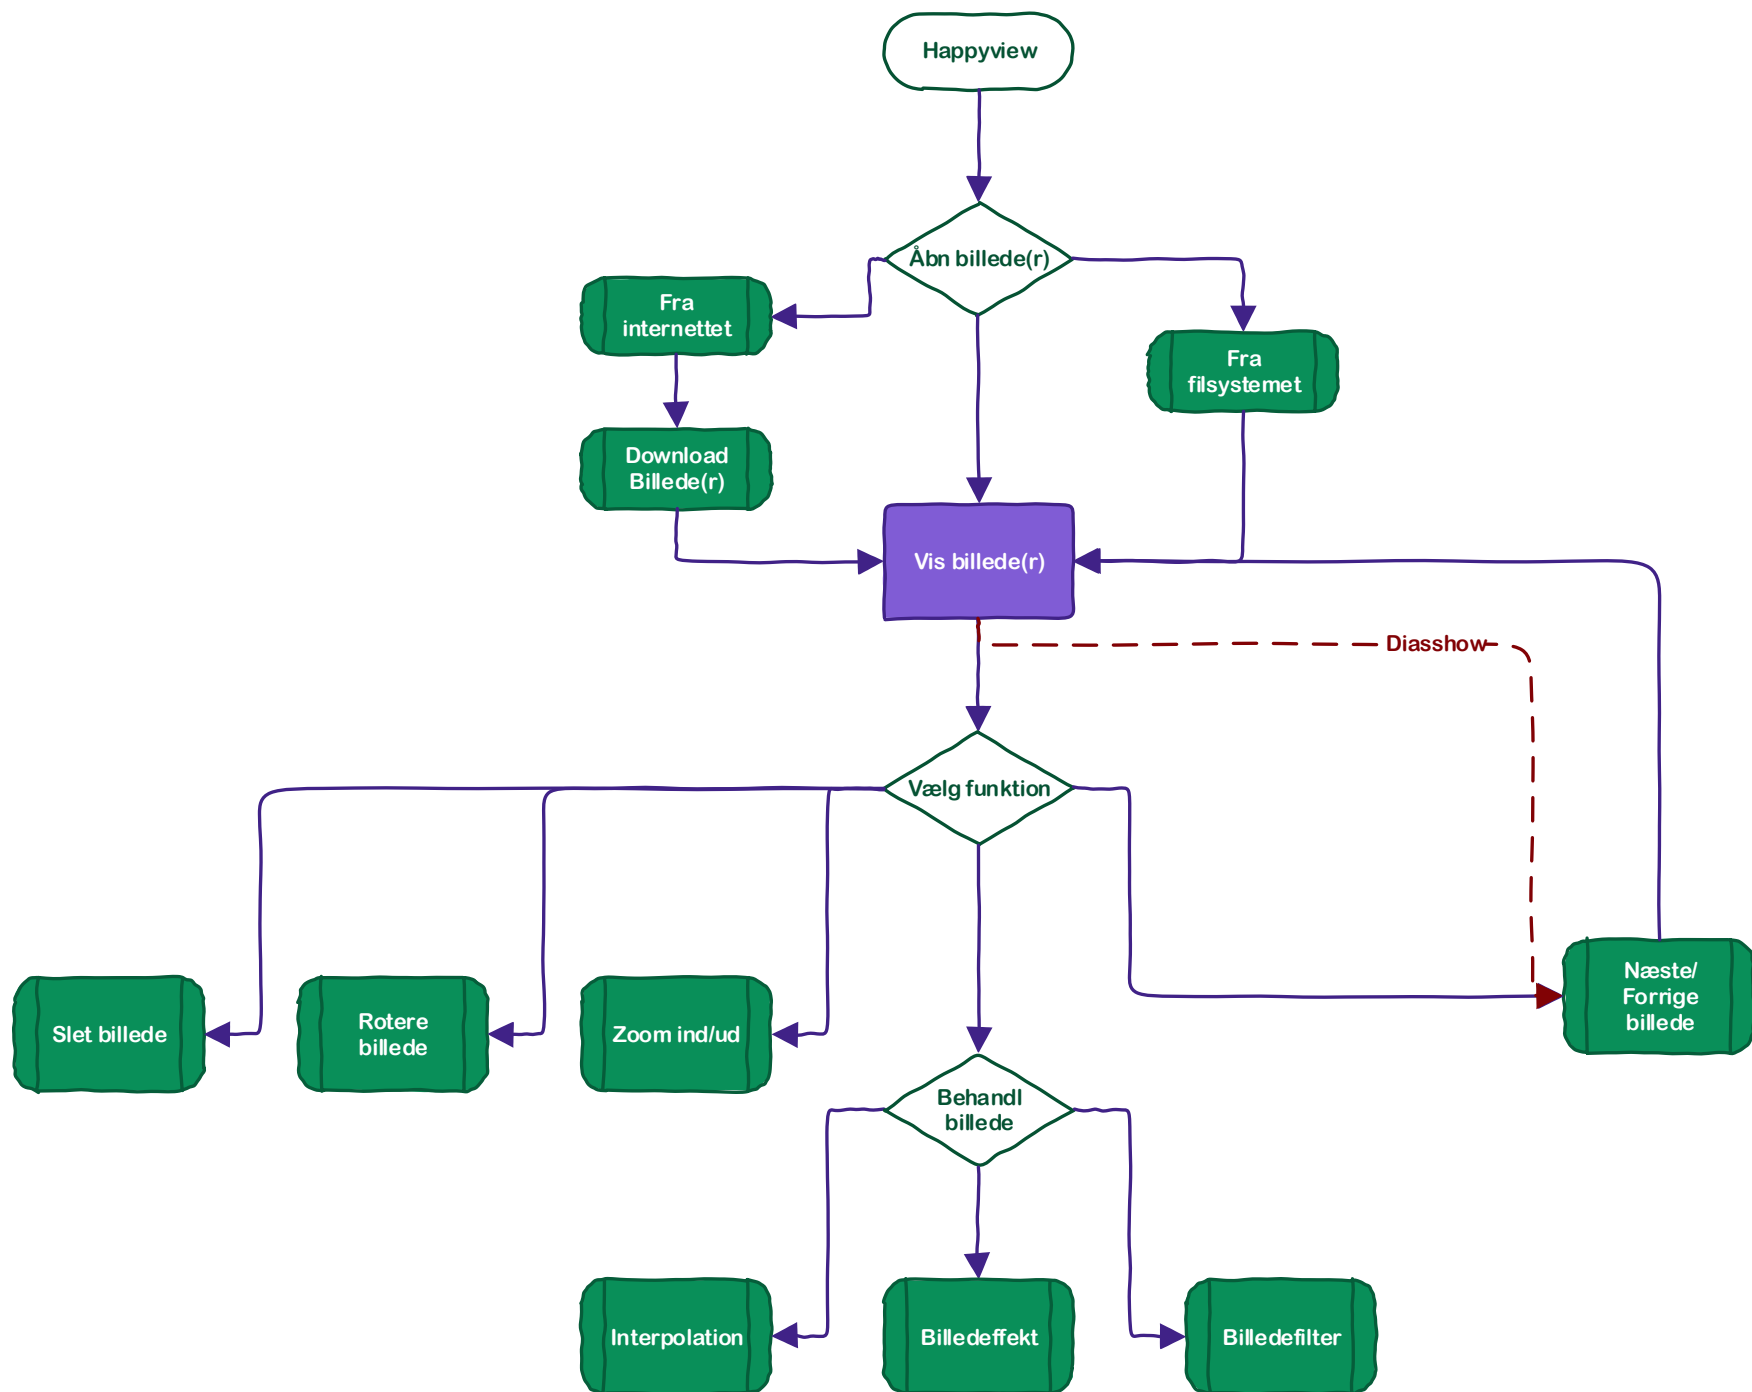 Happyview
Åbn billede(r)
Fra
internettet
Fra
filsystemet
Download
Billede(r)
Vis billede(r)
Diasshow
Vælg funktion
Slet billede
Rotere
billede
Zoom ind/ud
Næste/
Forrige
billede
Behandl
billede
Interpolation
Billedeffekt
Billedefilter